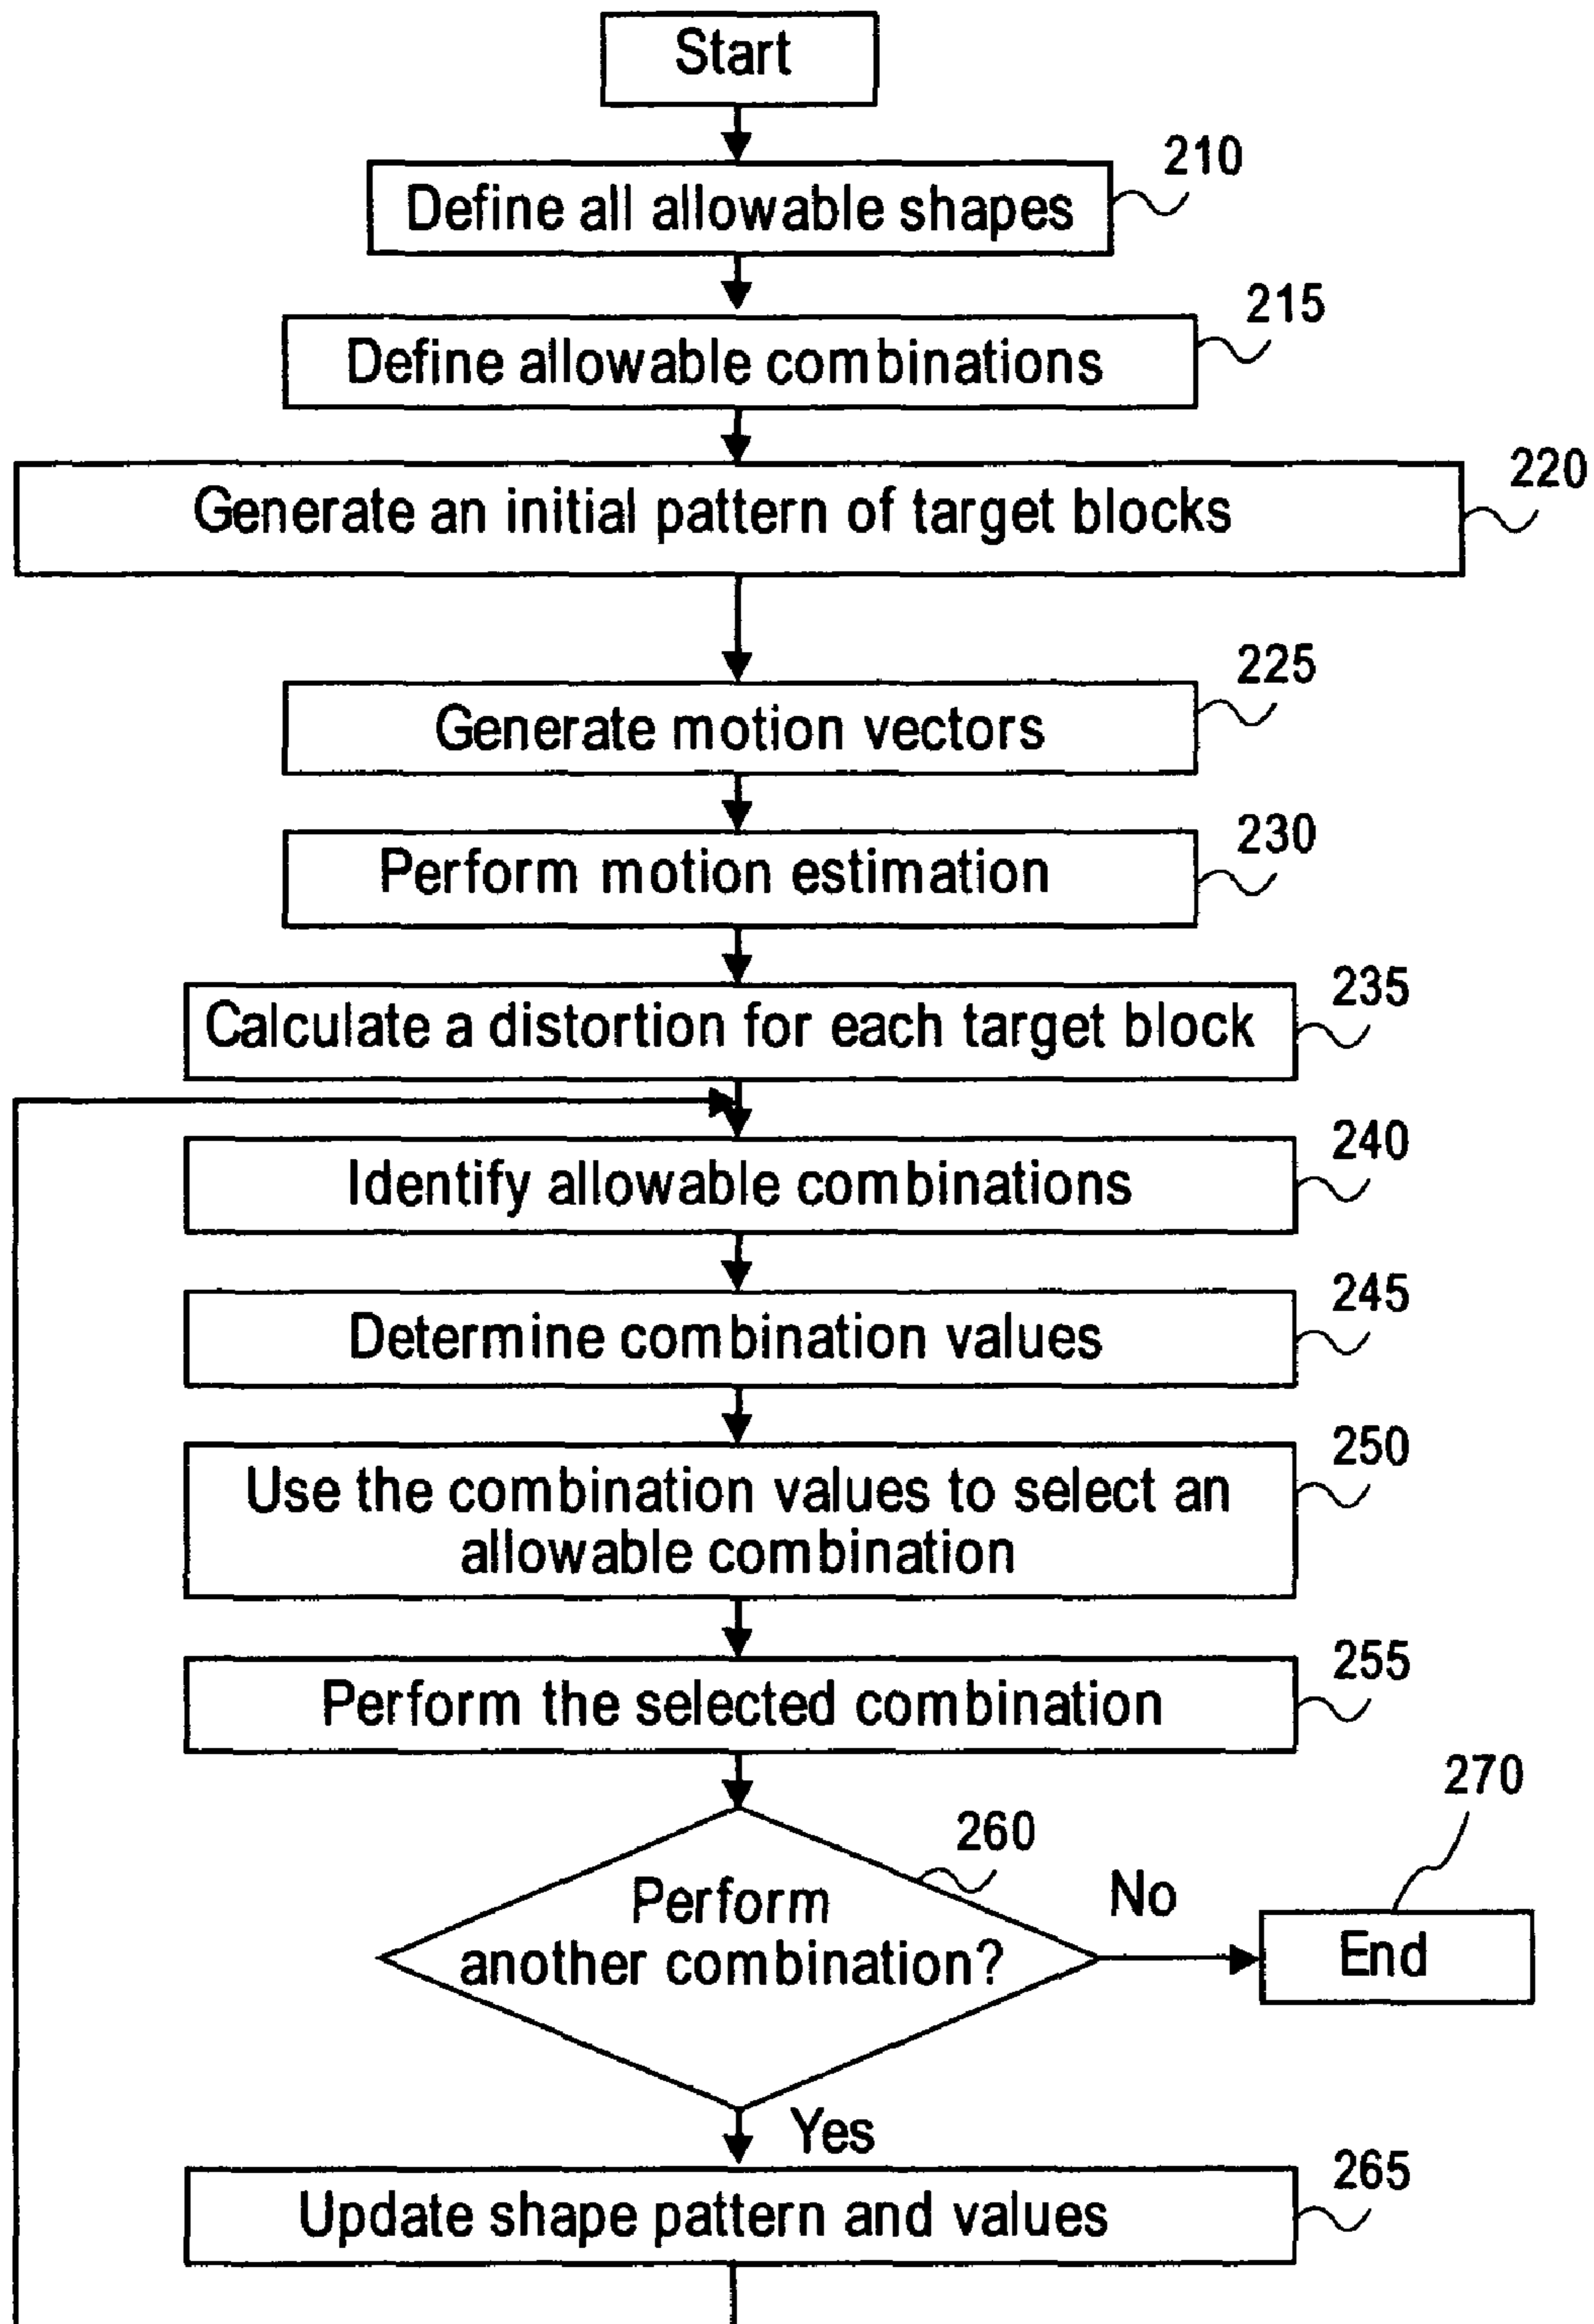 Start
210
Define all allowable shapes
215
Define allowable combinations
220
Generate an initial pattern of target blocks
225
Generate motion vectors
230
Perform motion estimation
235
Calculate a distortion for each target block
240
Identify allowable combinations
245
Determine combination values
250
Use the combination values to select an
allowable combination
255
Perform the selected combination
260
Perform
another combination?
No
270
End
Yes
265
Update shape pattern and values